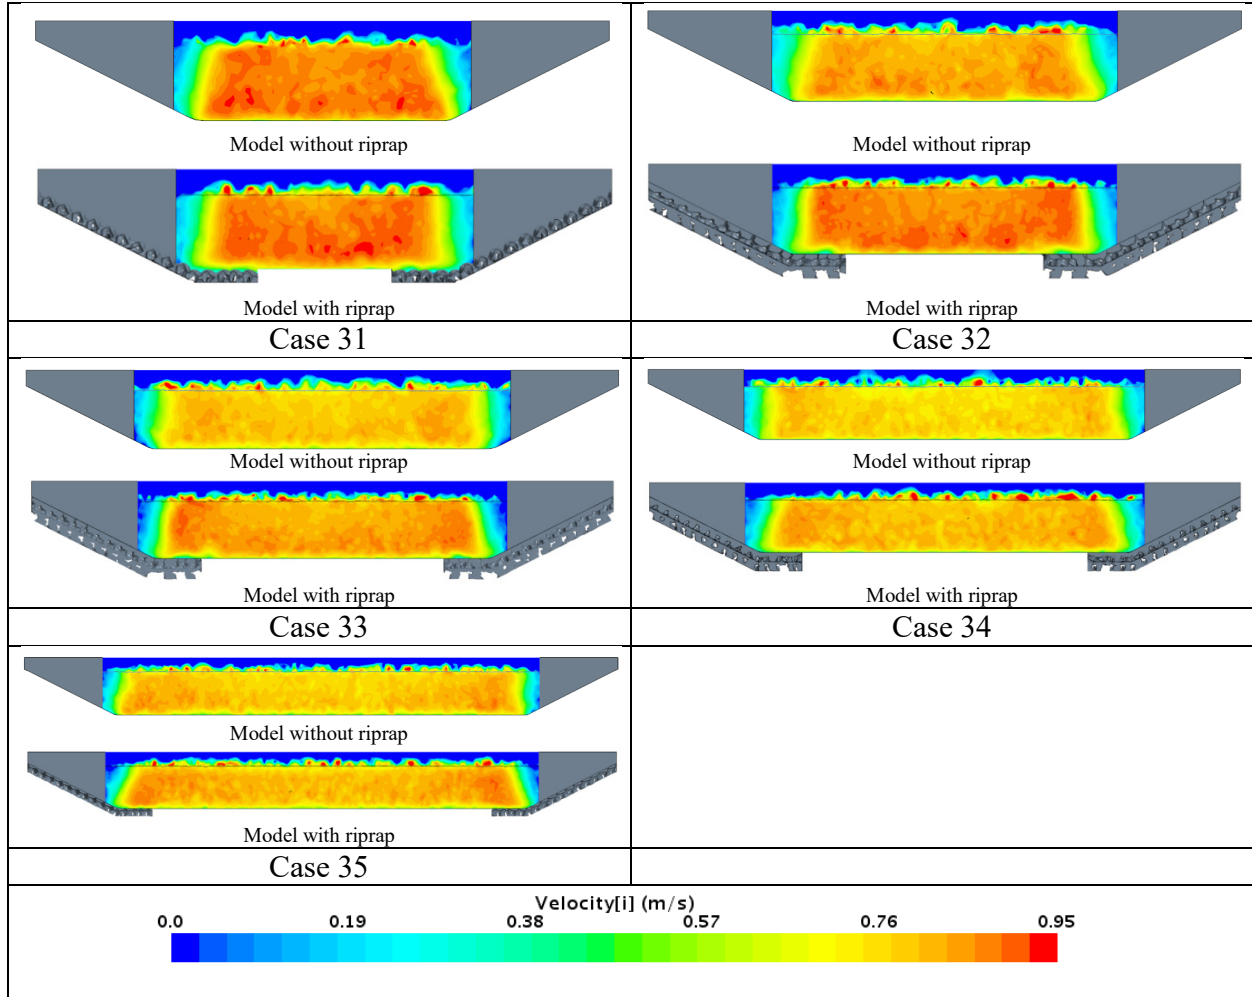 Model without riprap
Model with riprap
Case 31
Model without riprap
Model with riprap
Case 32
Model without riprap
Model with riprap
Case 33
Model without riprap
Model with riprap
Case 34
Model without riprap
Model with riprap
Case 35
Velocity[i] (m/s)
0.0 0.19 0.38 0.57 0.76 0.95